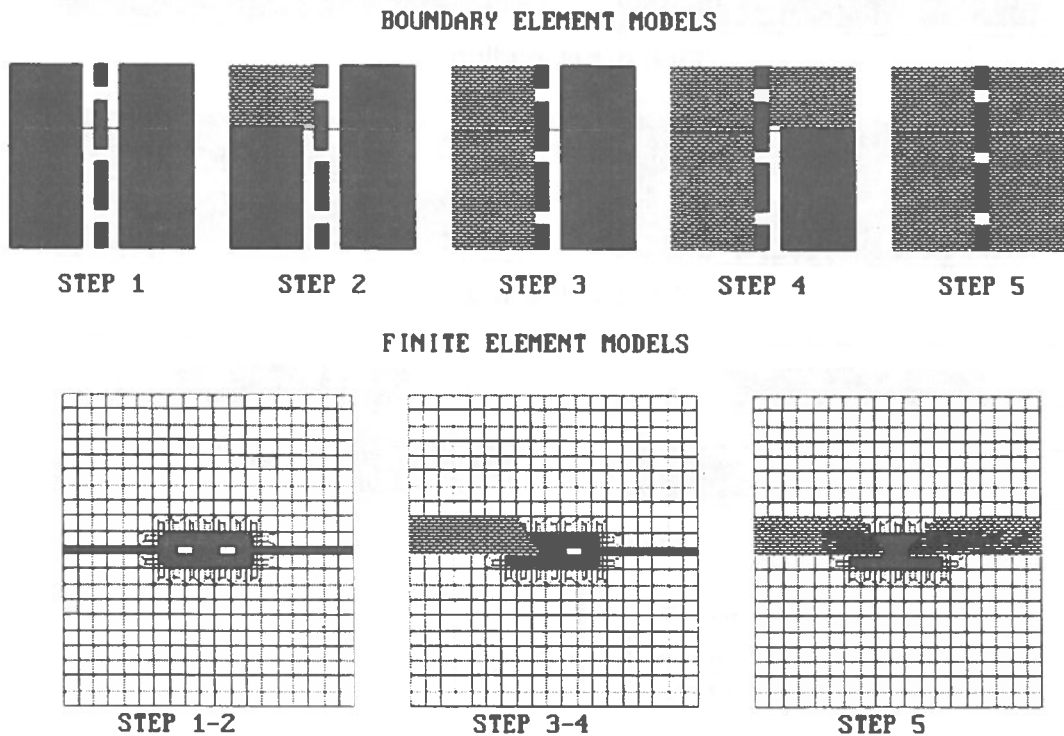 BOUNDARY ELEMENT MODELS
STEP 1
STEP 2
STEP 3
STEP 4
STEP 5
FINITE ELEMENT MODELS
STEP 1-2
STEP 3-4
STEP 5